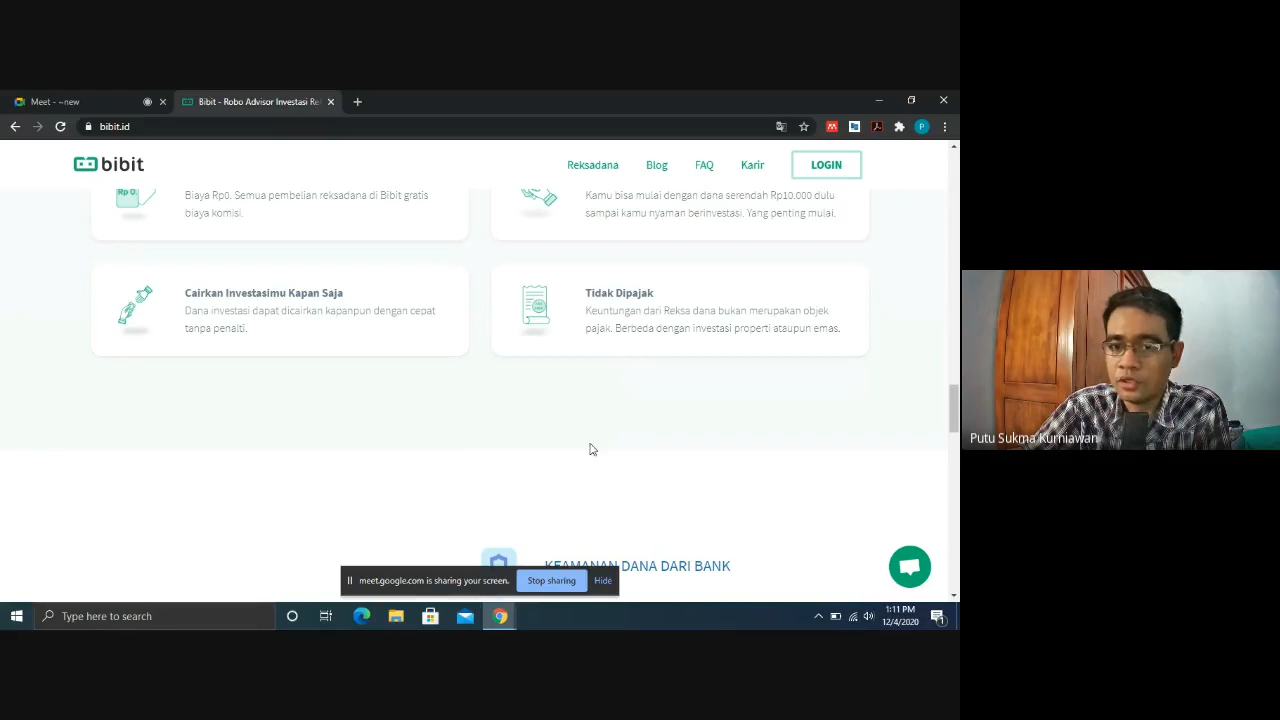 Meet - ~new
Bibit - Robo Advisor Investasi Re
bibit.id
bibit
Reksadana
Blog
FAQ
Karir
LOGIN
Rp 0
Biaya Rp0. Semua pembelian reksadana di Bibit gratis
biaya komisi.
Kamu bisa mulai dengan dana serendah Rp10.000 dulu
sampai kamu nyaman berinvestasi. Yang penting mulai.
Cairkan Investasimu Kapan Saja
Dana investasi dapat dicairkan kapanpun dengan cepat
tanpa penalti.
Tidak Dipajak
Keuntungan dari Reksa dana bukan merupakan objek
pajak. Berbeda dengan investasi properti ataupun emas.
Putu Sukma Kurniawan
KEAMANAN DANA DARI BANK
meet.google.com is sharing your screen.
Stop sharing
Hide
Type here to search
1:11 PM
12/4/2020